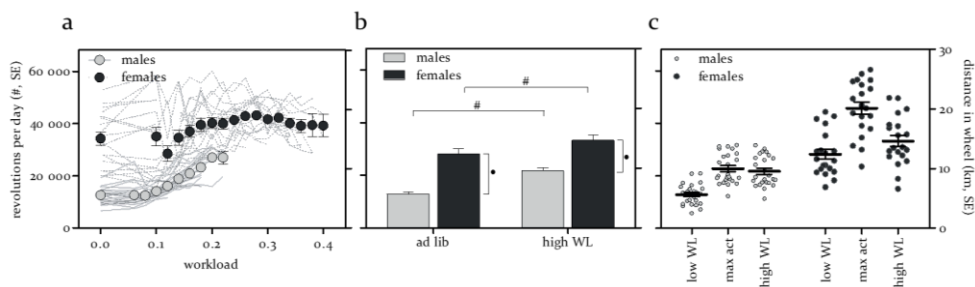 a
revolutions per day (#, SE)
60 000
40 000
20 000
0
males
females
0.0 0.1 0.2 0.3 0.4
workload
b
males
females
#
#
•
•
ad lib high WL
c
males
females
30
20
10
0
distance in wheel (km, SE)
low WL
max act
high WL
low WL
max act
high WL